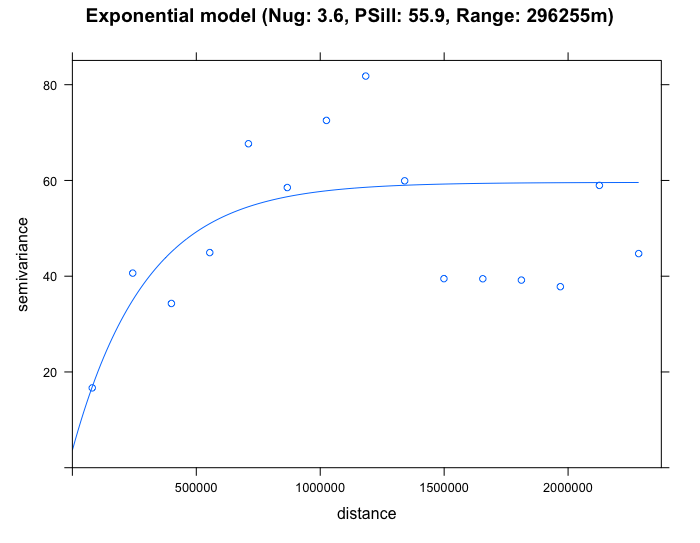 Exponential model (Nug: 3.6, PSill: 55.9, Range: 296255m)
80
60
40
20
semivariance
500000 1000000 1500000 2000000
distance